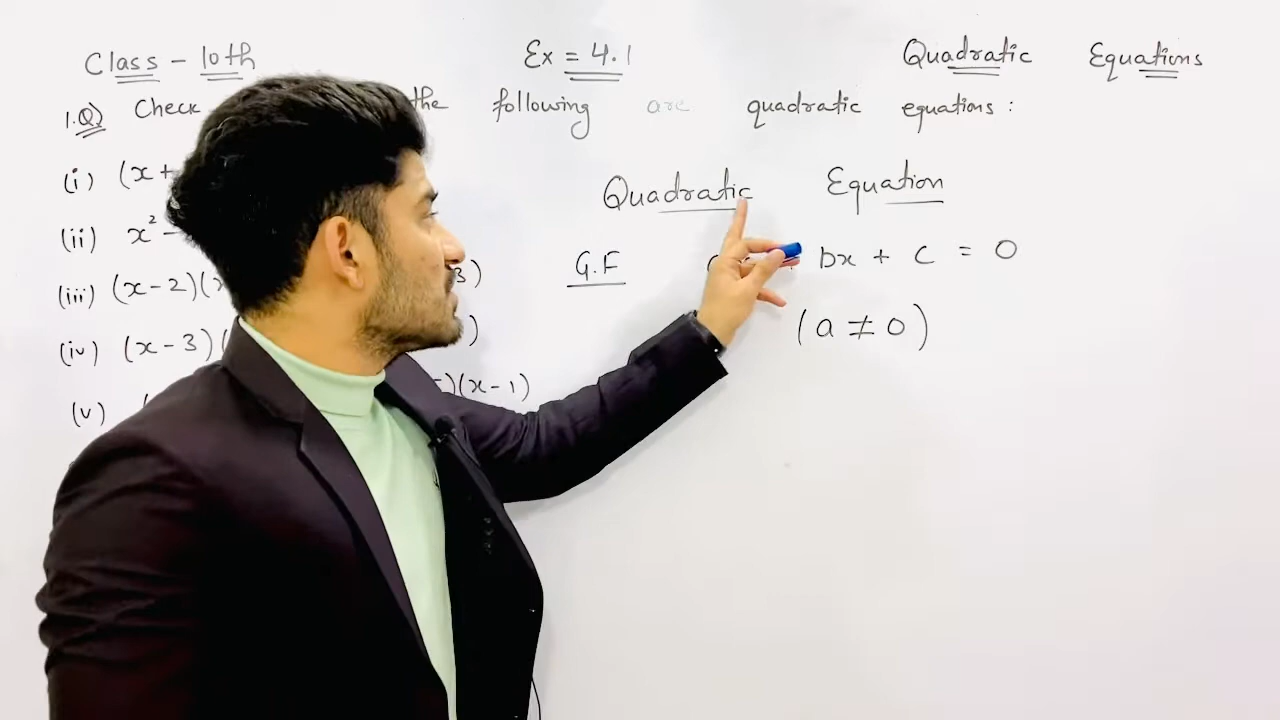 Class - 10th Ex = 4.1 Quadratic Equations
1.Q) Check the following are quadratic equations :
Quadratic Equation
(i) (x+
(ii) x² -
G.F bx + c = 0
(iii) (x-2)( 3)
(a ≠ 0)
(iv) (x-3)( )
(v) ( )(x-1)